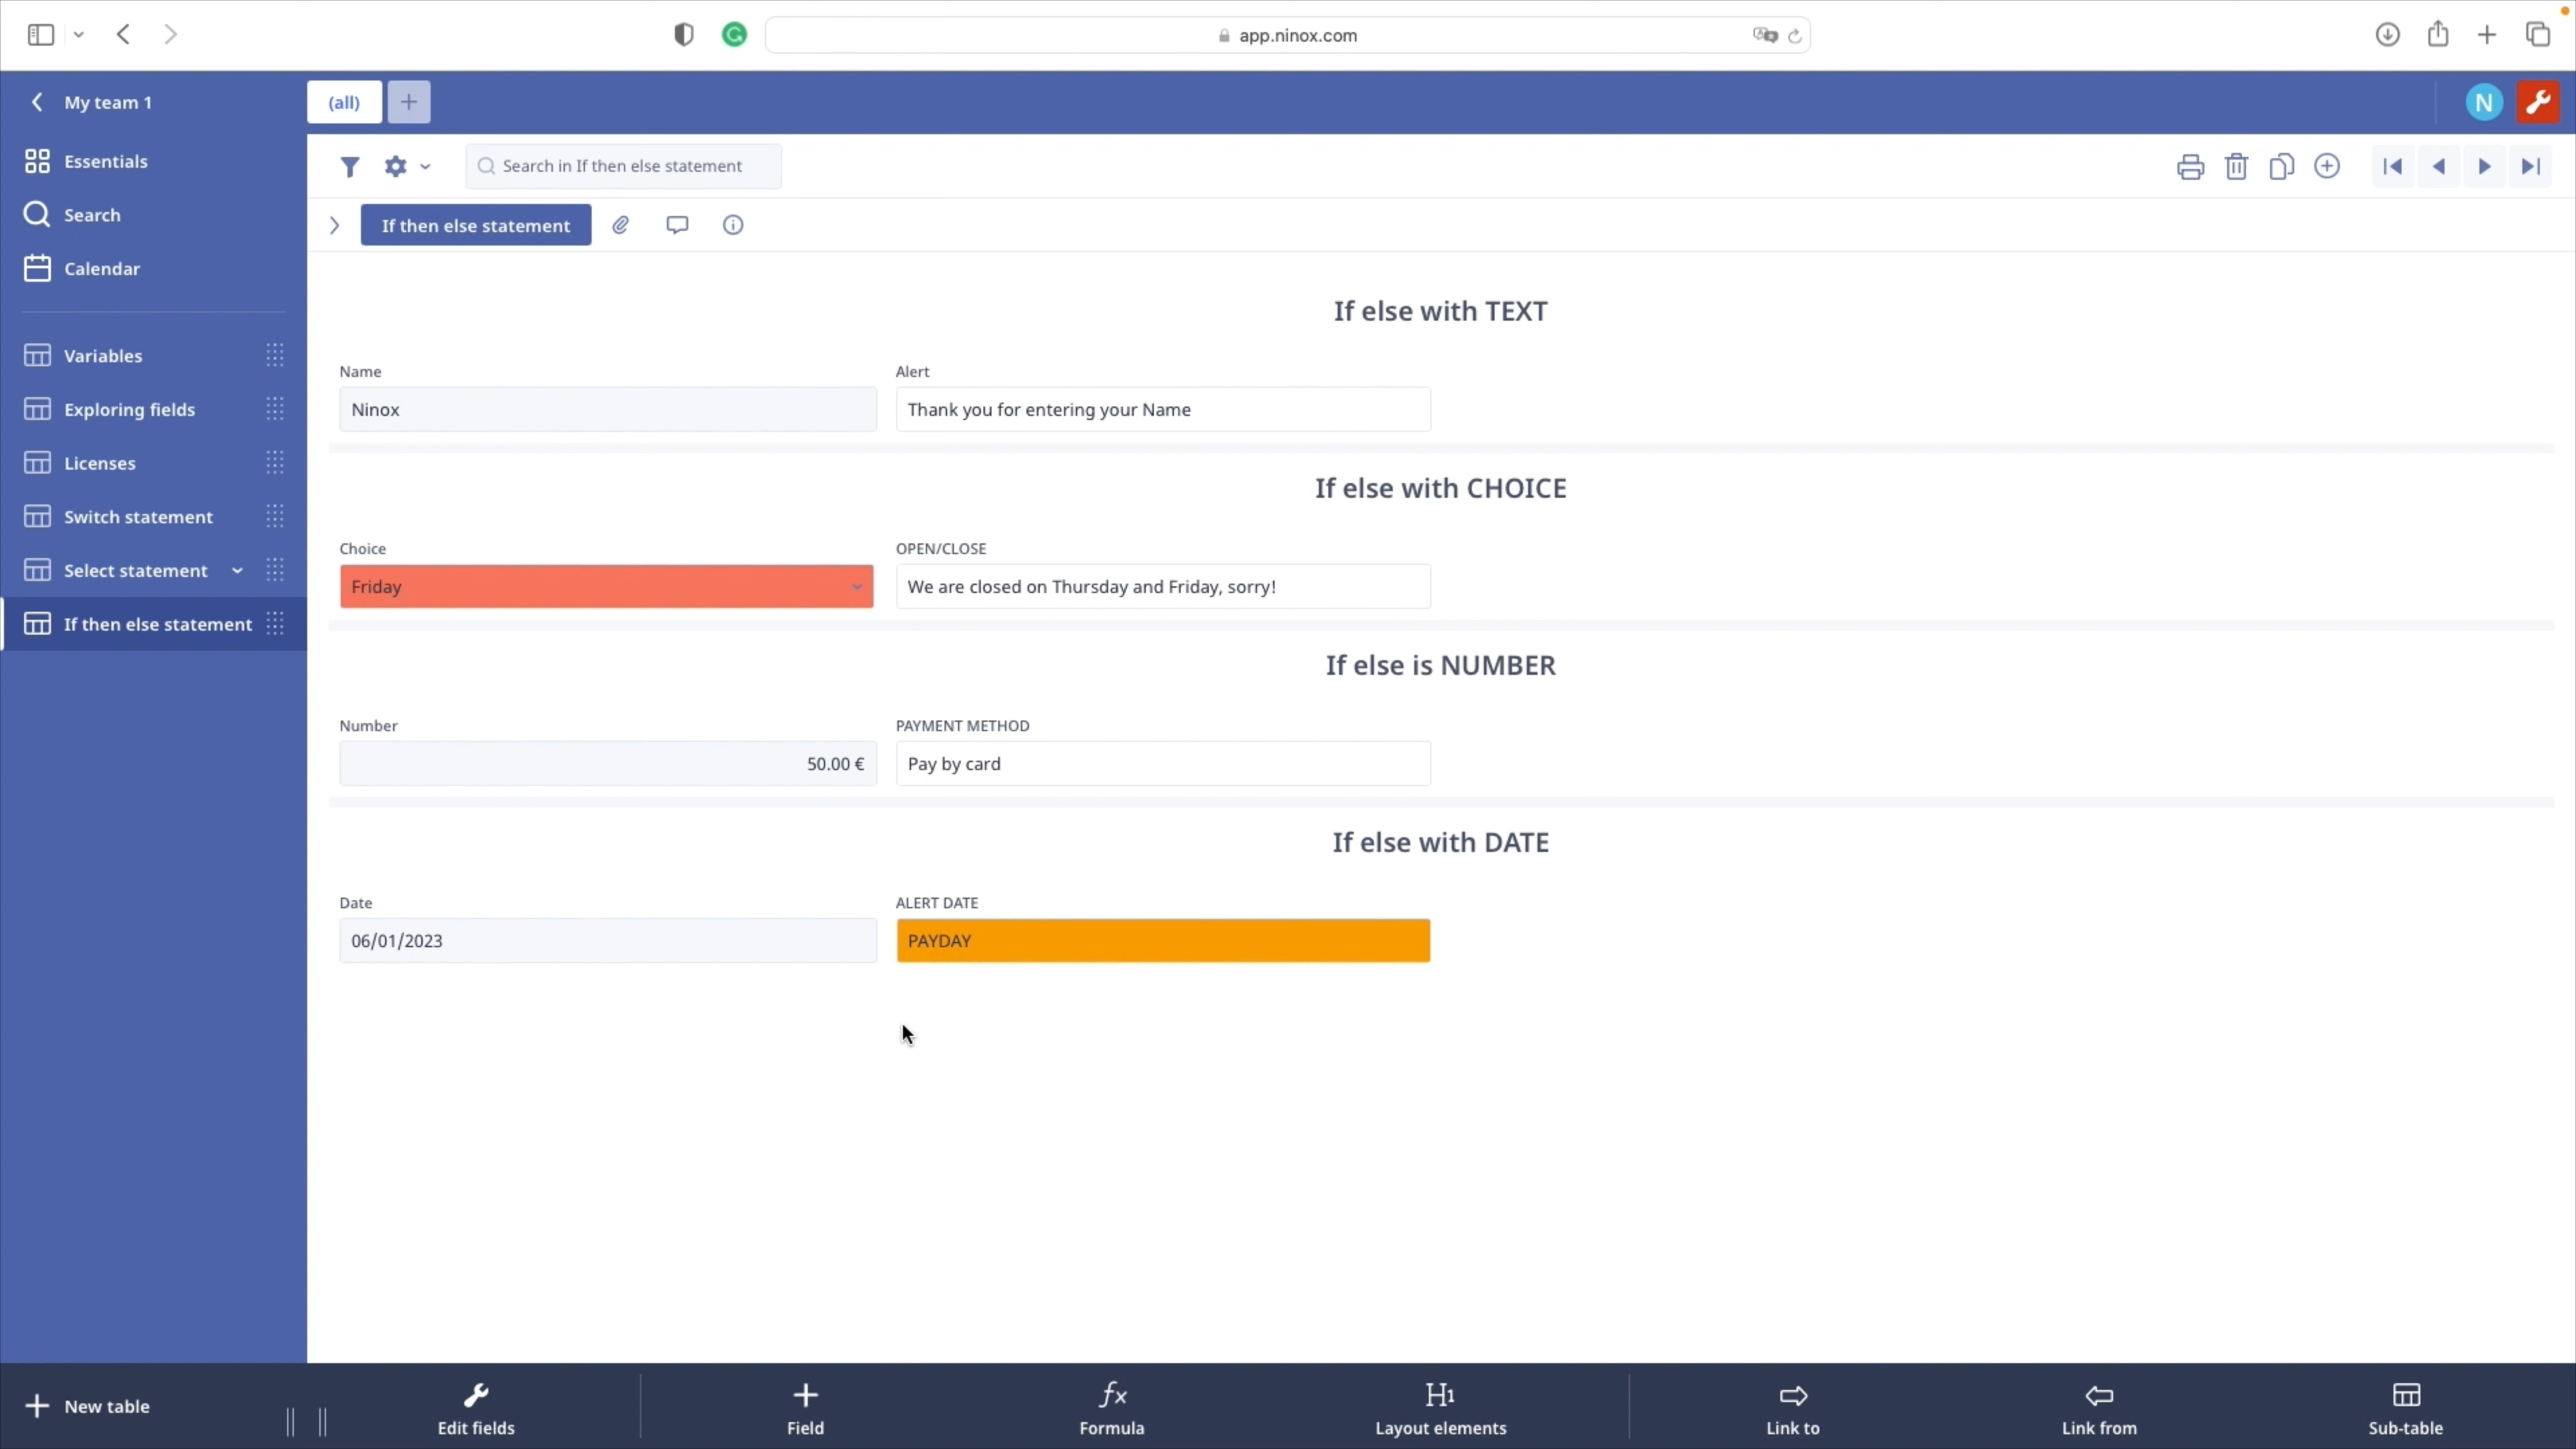 app.ninox.com
My team 1
(all)
N
Essentials
Search in If then else statement
Search
If then else statement
Calendar
If else with TEXT
Variables
Name
Alert
Exploring fields
Ninox
Thank you for entering your Name
Licenses
If else with CHOICE
Switch statement
Choice
OPEN/CLOSE
Select statement
Friday
We are closed on Thursday and Friday, sorry!
If then else statement
If else is NUMBER
Number
PAYMENT METHOD
50.00 €
Pay by card
If else with DATE
Date
ALERT DATE
06/01/2023
PAYDAY
New table
Edit fields
Field
fx
Formula
H1
Layout elements
Link to
Link from
Sub-table